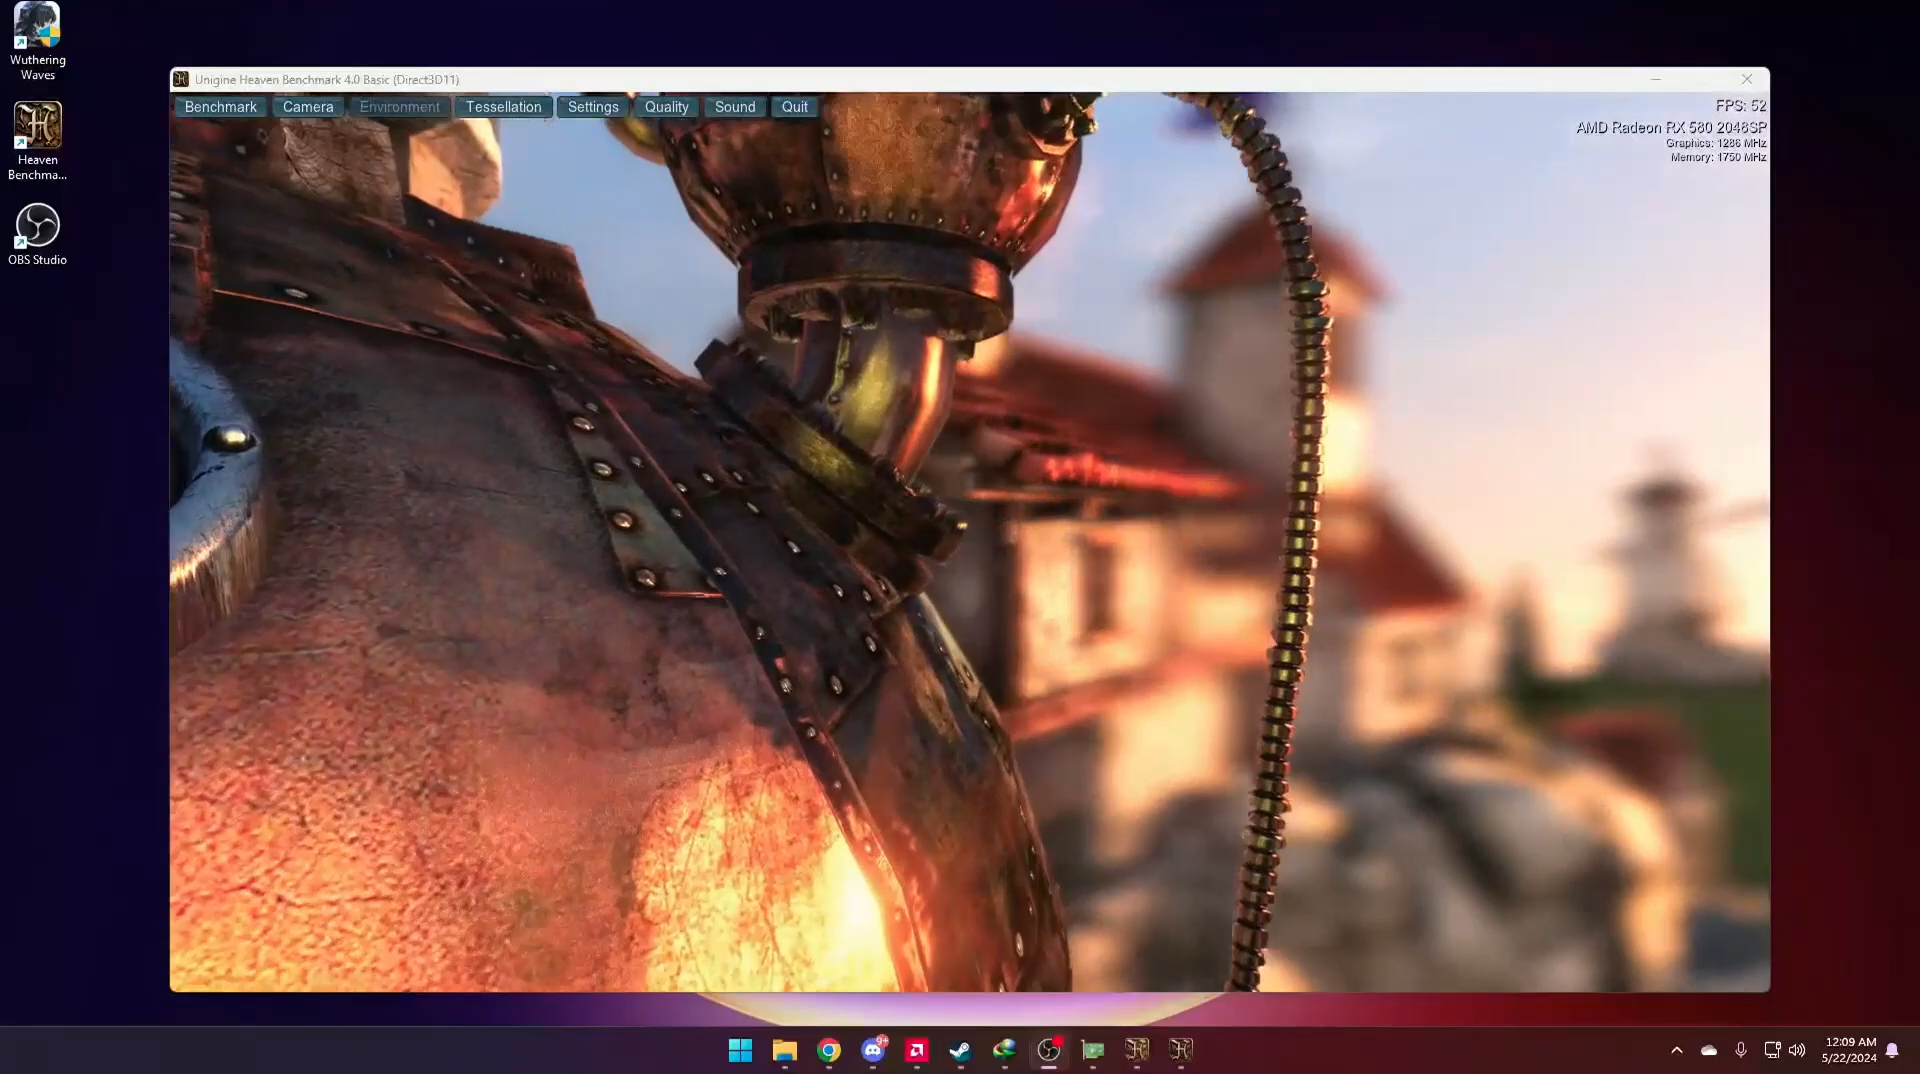 Wuthering
Waves
Heaven
Benchma...
OBS Studio
Unigine Heaven Benchmark 4.0 Basic (Direct3D11)
Benchmark Camera Environment Tessellation Settings Quality Sound Quit
FPS: 52
AMD Radeon RX 580 2048SP
Graphics: 1286 MHz
Memory: 1750 MHz
9+
12:09 AM
5/22/2024